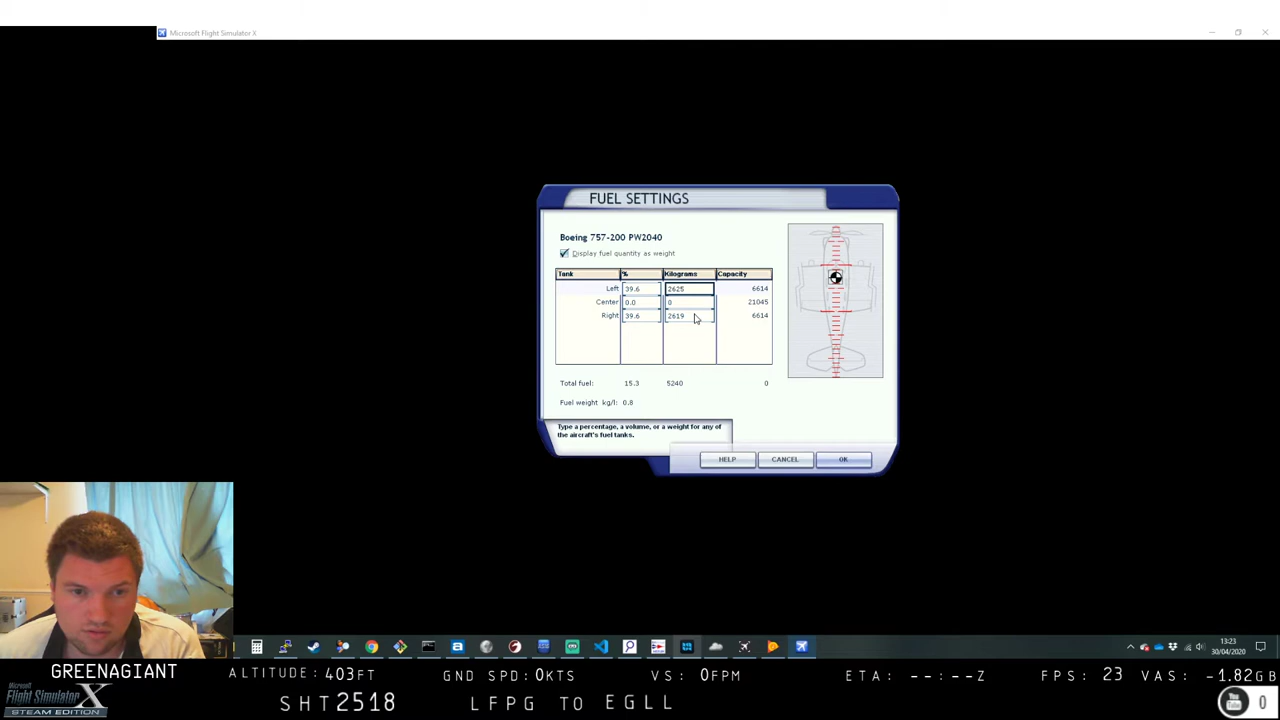 Microsoft Flight Simulator X
FUEL SETTINGS
Boeing 757-200 PW2040
Display fuel quantity as weight
Tank % Kilograms Capacity
Left 39.6 2625 6614
Center 0.0 0 21045
Right 39.6 2619 6614
Total fuel: 15.3 5240 0
Fuel weight kg/l: 0.8
Type a percentage, a volume, or a weight for any
of the aircraft's fuel tanks.
HELP CANCEL OK
13:23
30/04/2020
GREENAGIANT
ALTITUDE: 403FT GND SPD: 0KTS VS: 0FPM ETA: --:--Z FPS: 23 VAS: -1.82GB
Microsoft
Flight Simulator X
STEAM EDITION
SHT2518 LFPG TO EGLL
You
Tube
0